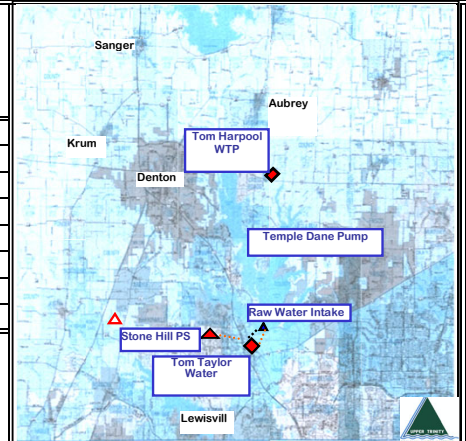 Sanger
Aubrey
Tom Harpool
WTP
Krum
Denton
Temple Dane Pump
Raw Water Intake
Stone Hill PS
Tom Taylor
Water
Lewisvill
UPPER TRINITY